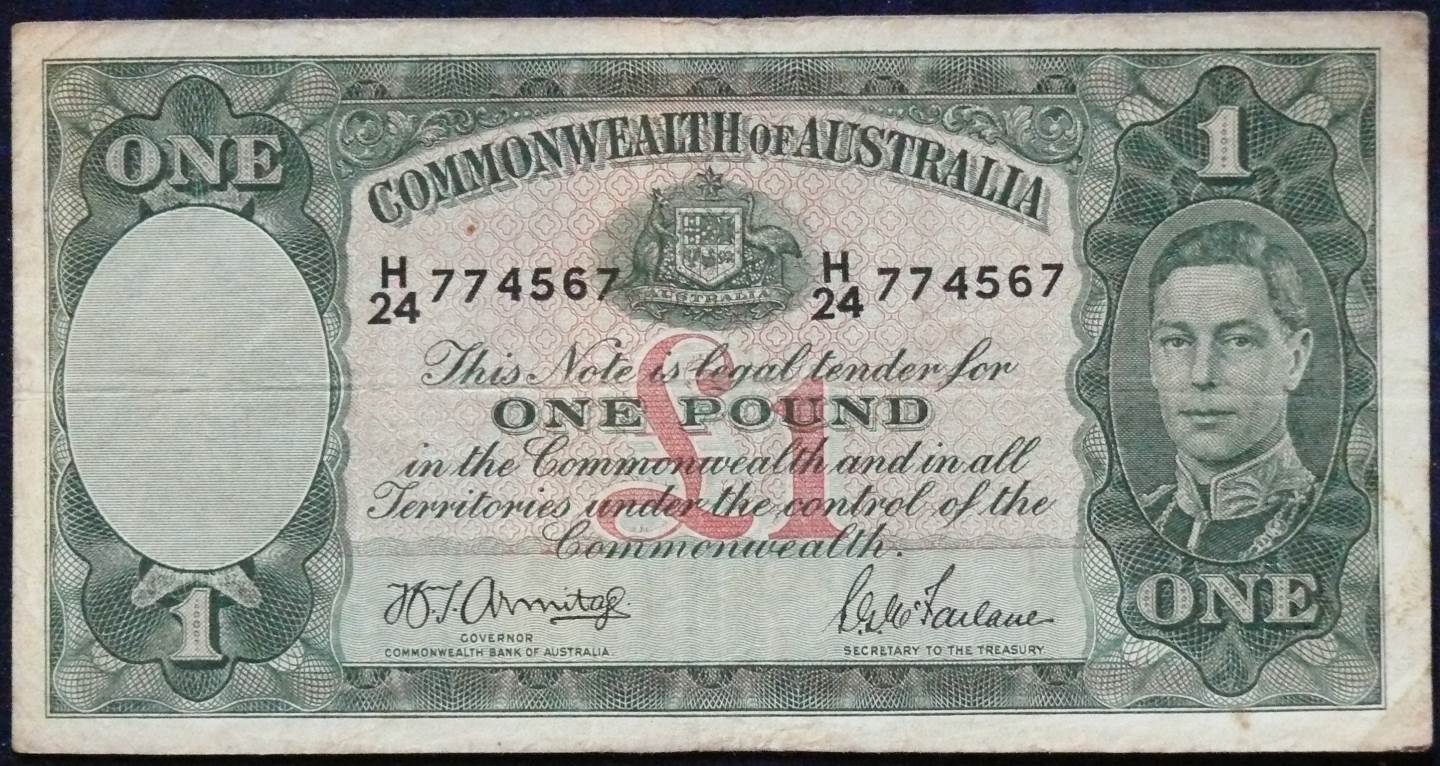 ONE
1
COMMONWEALTH OF AUSTRALIA
AUSTRALIA
H
24 774567
H
24 774567
This Note is legal tender for
ONE POUND
in the Commonwealth and in all
Territories under the control of the
Commonwealth.
£1
H.T. Armitage
GOVERNOR
COMMONWEALTH BANK OF AUSTRALIA
S.G. McFarlane
SECRETARY TO THE TREASURY.
1
ONE